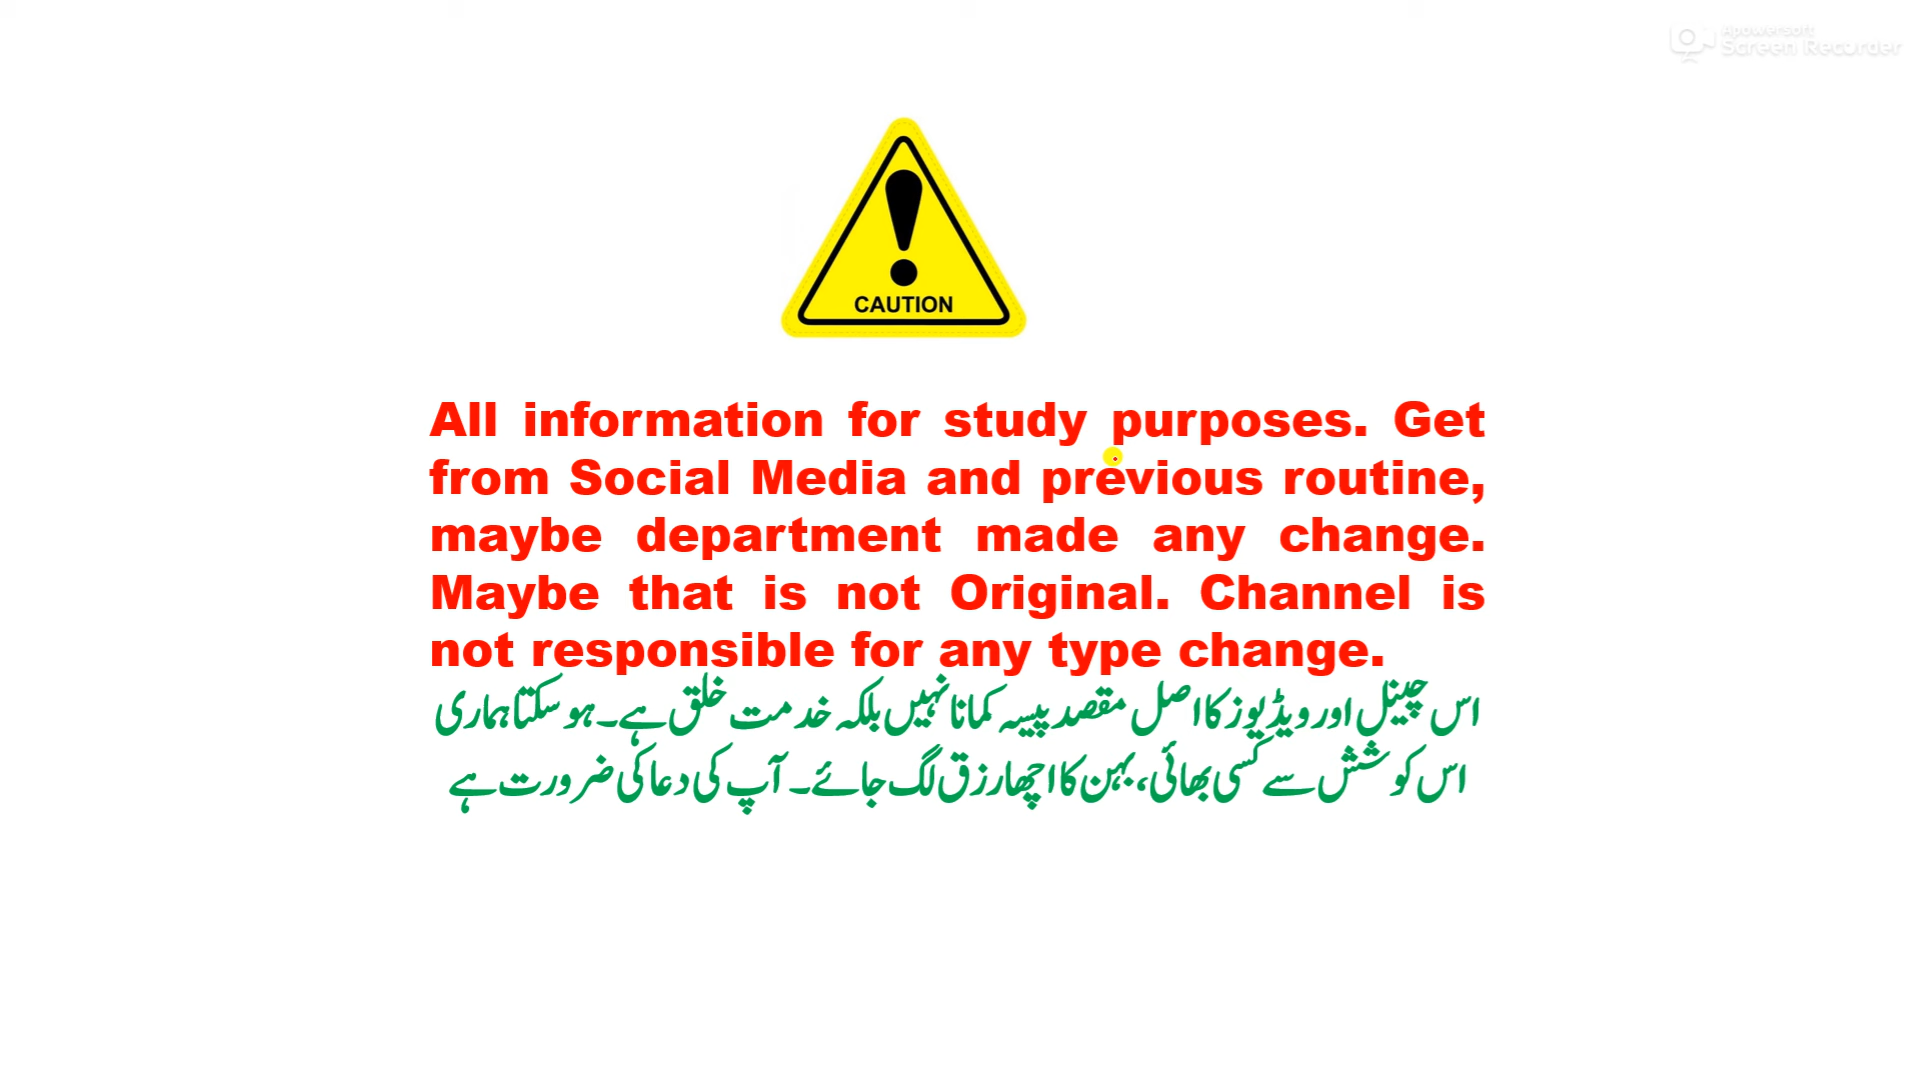 Apowersoft
Screen Recorder
CAUTION
All information for study purposes. Get
from Social Media and previous routine,
maybe department made any change.
Maybe that is not Original. Channel is
not responsible for any type change.
اس چینل اور ویڈیوز کا اصل مقصد پیسہ کمانا نہیں بلکہ خدمت خلق ہے۔ ہو سکتا ہماری
اس کوشش سے کسی بھائی، بہن کا اچھا رزق لگ جائے۔ آپ کی دعا کی ضرورت ہے